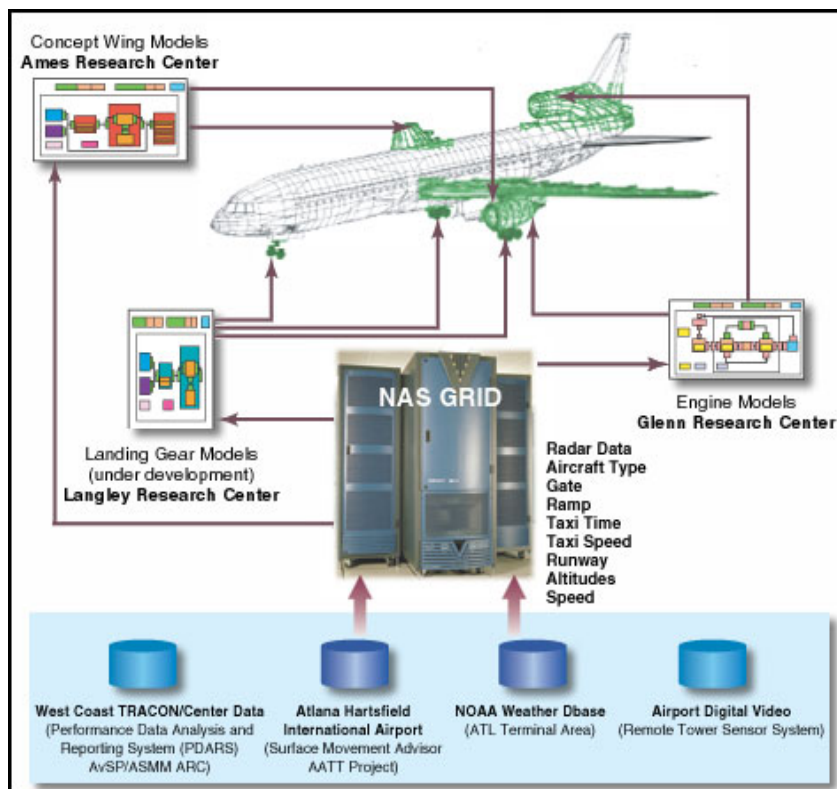 Concept Wing Models
Ames Research Center
NAS GRID
Engine Models
Glenn Research Center
Landing Gear Models
(under development)
Langley Research Center
Radar Data
Aircraft Type
Gate
Ramp
Taxi Time
Taxi Speed
Runway
Altitudes
Speed
West Coast TRACON/Center Data
(Performance Data Analysis and
Reporting System (PDARS)
AvSP/ASMM ARC)
Atlana Hartsfield
International Airport
(Surface Movement Advisor
AATT Project)
NOAA Weather Dbase
(ATL Terminal Area)
Airport Digital Video
(Remote Tower Sensor System)